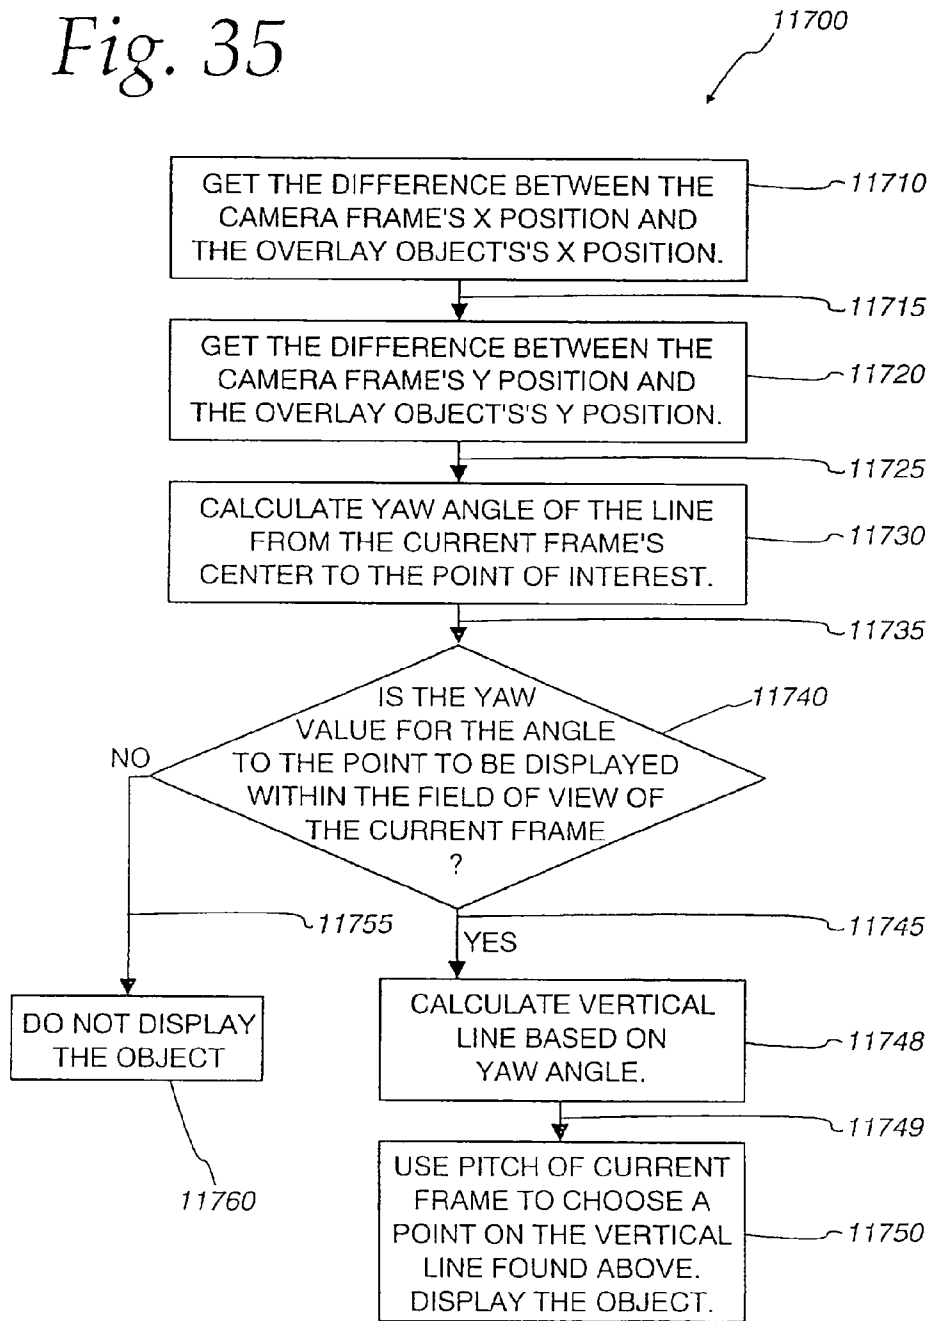 Fig. 35
11700
GET THE DIFFERENCE BETWEEN THE
CAMERA FRAME'S X POSITION AND
THE OVERLAY OBJECT'S'S X POSITION.
11710
11715
GET THE DIFFERENCE BETWEEN THE
CAMERA FRAME'S Y POSITION AND
THE OVERLAY OBJECT'S'S Y POSITION.
11720
11725
CALCULATE YAW ANGLE OF THE LINE
FROM THE CURRENT FRAME'S
CENTER TO THE POINT OF INTEREST.
11730
11735
IS THE YAW
VALUE FOR THE ANGLE
TO THE POINT TO BE DISPLAYED
WITHIN THE FIELD OF VIEW OF
THE CURRENT FRAME
?
11740
NO
11755
YES
11745
DO NOT DISPLAY
THE OBJECT
11760
CALCULATE VERTICAL
LINE BASED ON
YAW ANGLE.
11748
11749
USE PITCH OF CURRENT
FRAME TO CHOOSE A
POINT ON THE VERTICAL
LINE FOUND ABOVE.
DISPLAY THE OBJECT.
11750